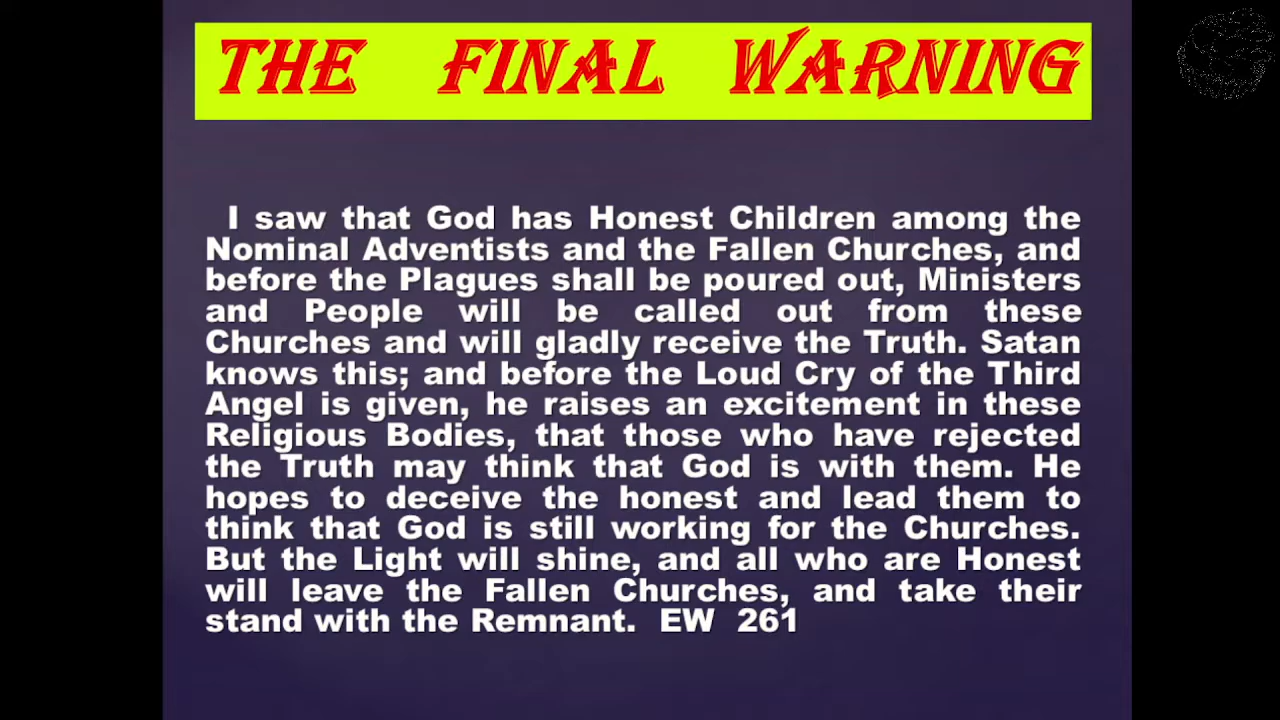 THE FINAL WARNING
I saw that God has Honest Children among the
Nominal Adventists and the Fallen Churches, and
before the Plagues shall be poured out, Ministers
and People will be called out from these
Churches and will gladly receive the Truth. Satan
knows this; and before the Loud Cry of the Third
Angel is given, he raises an excitement in these
Religious Bodies, that those who have rejected
the Truth may think that God is with them. He
hopes to deceive the honest and lead them to
think that God is still working for the Churches.
But the Light will shine, and all who are Honest
will leave the Fallen Churches, and take their
stand with the Remnant. EW 261